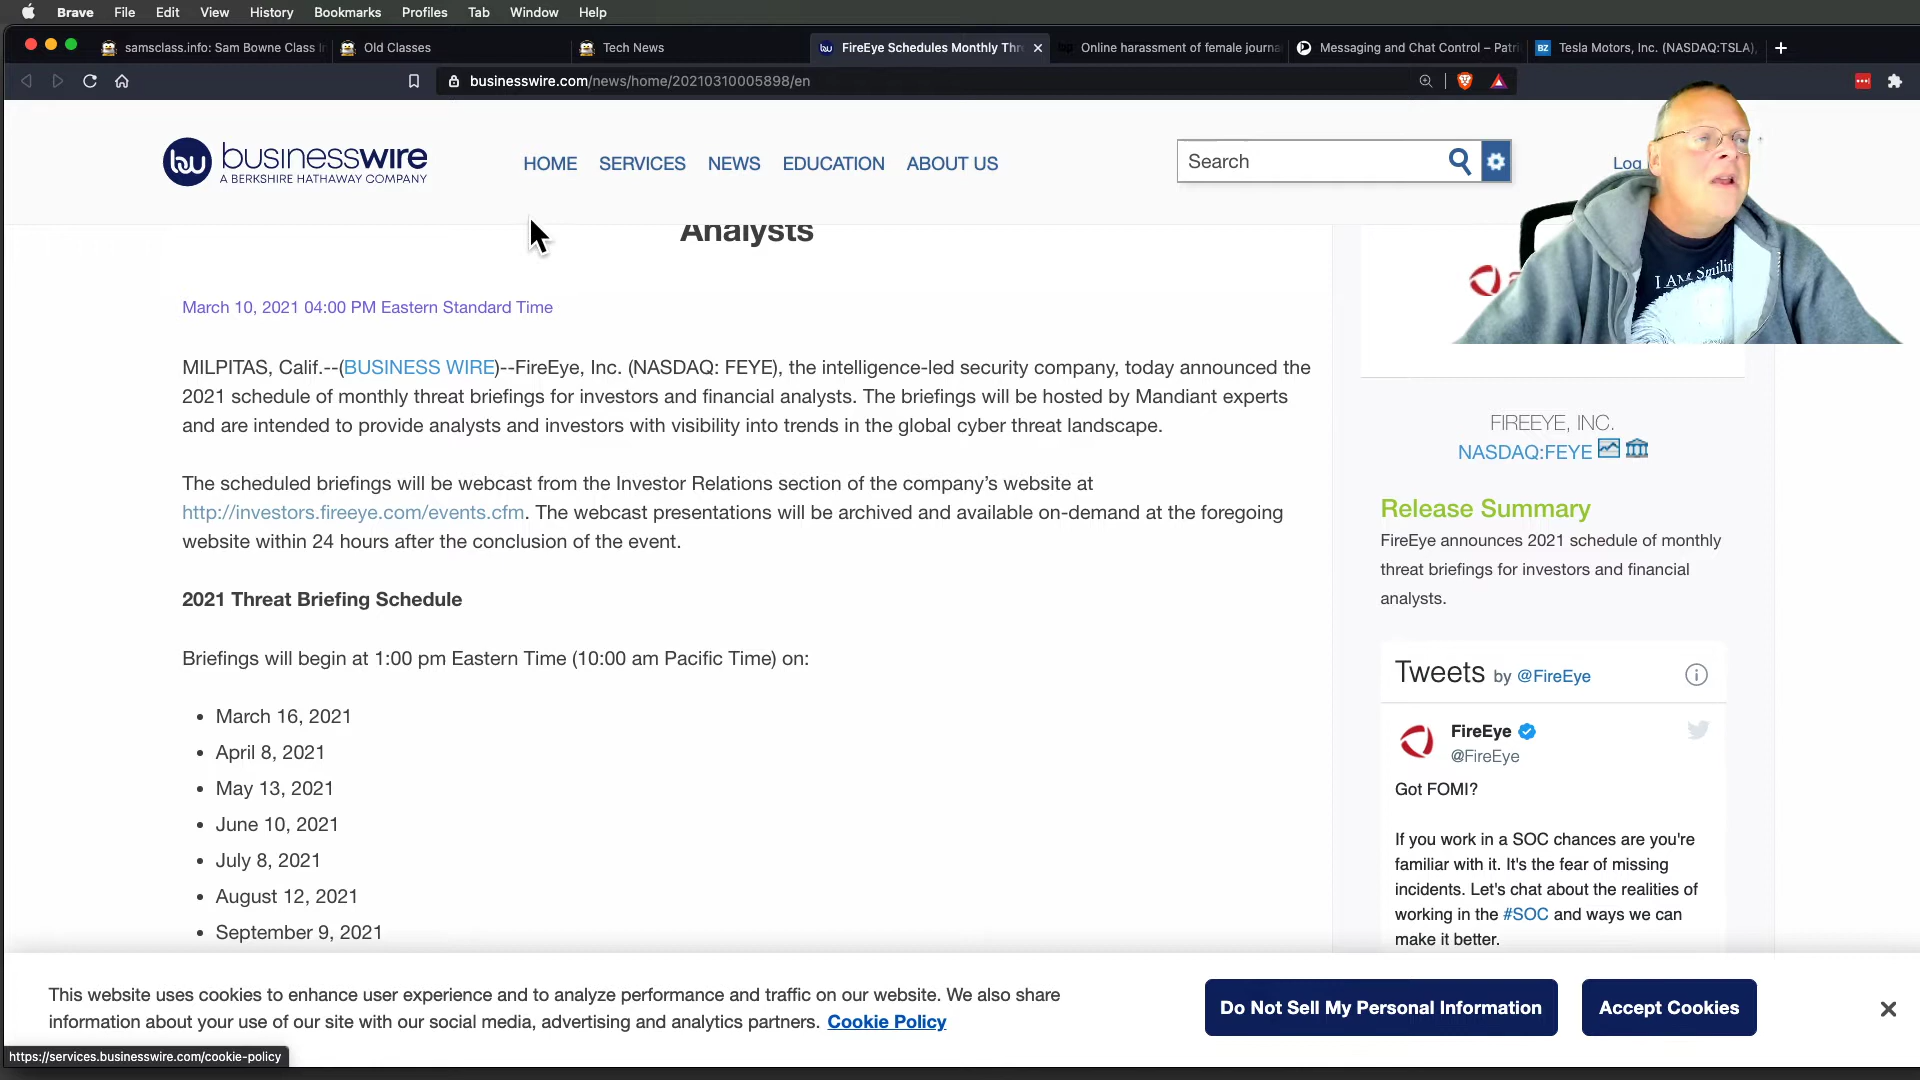 Brave File Edit View History Bookmarks Profiles Tab Window Help
samsclass.info: Sam Bowne Class I
Old Classes
Tech News
FireEye Schedules Monthly Thr
Online harassment of female journa
Messaging and Chat Control – Patri
BZ
Tesla Motors, Inc. (NASDAQ:TSLA),
businesswire.com/news/home/20210310005898/en
bw
businesswire
A BERKSHIRE HATHAWAY COMPANY
HOME SERVICES NEWS EDUCATION ABOUT US
Search
Log
Analysts
March 10, 2021 04:00 PM Eastern Standard Time
MILPITAS, Calif.--(BUSINESS WIRE)--FireEye, Inc. (NASDAQ: FEYE), the intelligence-led security company, today announced the
2021 schedule of monthly threat briefings for investors and financial analysts. The briefings will be hosted by Mandiant experts
and are intended to provide analysts and investors with visibility into trends in the global cyber threat landscape.
The scheduled briefings will be webcast from the Investor Relations section of the company's website at
http://investors.fireeye.com/events.cfm. The webcast presentations will be archived and available on-demand at the foregoing
website within 24 hours after the conclusion of the event.
2021 Threat Briefing Schedule
Briefings will begin at 1:00 pm Eastern Time (10:00 am Pacific Time) on:
• March 16, 2021
• April 8, 2021
• May 13, 2021
• June 10, 2021
• July 8, 2021
• August 12, 2021
• September 9, 2021
I AM Smiling
FIREEYE, INC.
NASDAQ:FEYE
Release Summary
FireEye announces 2021 schedule of monthly
threat briefings for investors and financial
analysts.
Tweets by @FireEye
FireEye
@FireEye
Got FOMI?
If you work in a SOC chances are you're
familiar with it. It's the fear of missing
incidents. Let's chat about the realities of
working in the #SOC and ways we can
make it better.
This website uses cookies to enhance user experience and to analyze performance and traffic on our website. We also share
information about your use of our site with our social media, advertising and analytics partners. Cookie Policy
Do Not Sell My Personal Information
Accept Cookies
https://services.businesswire.com/cookie-policy